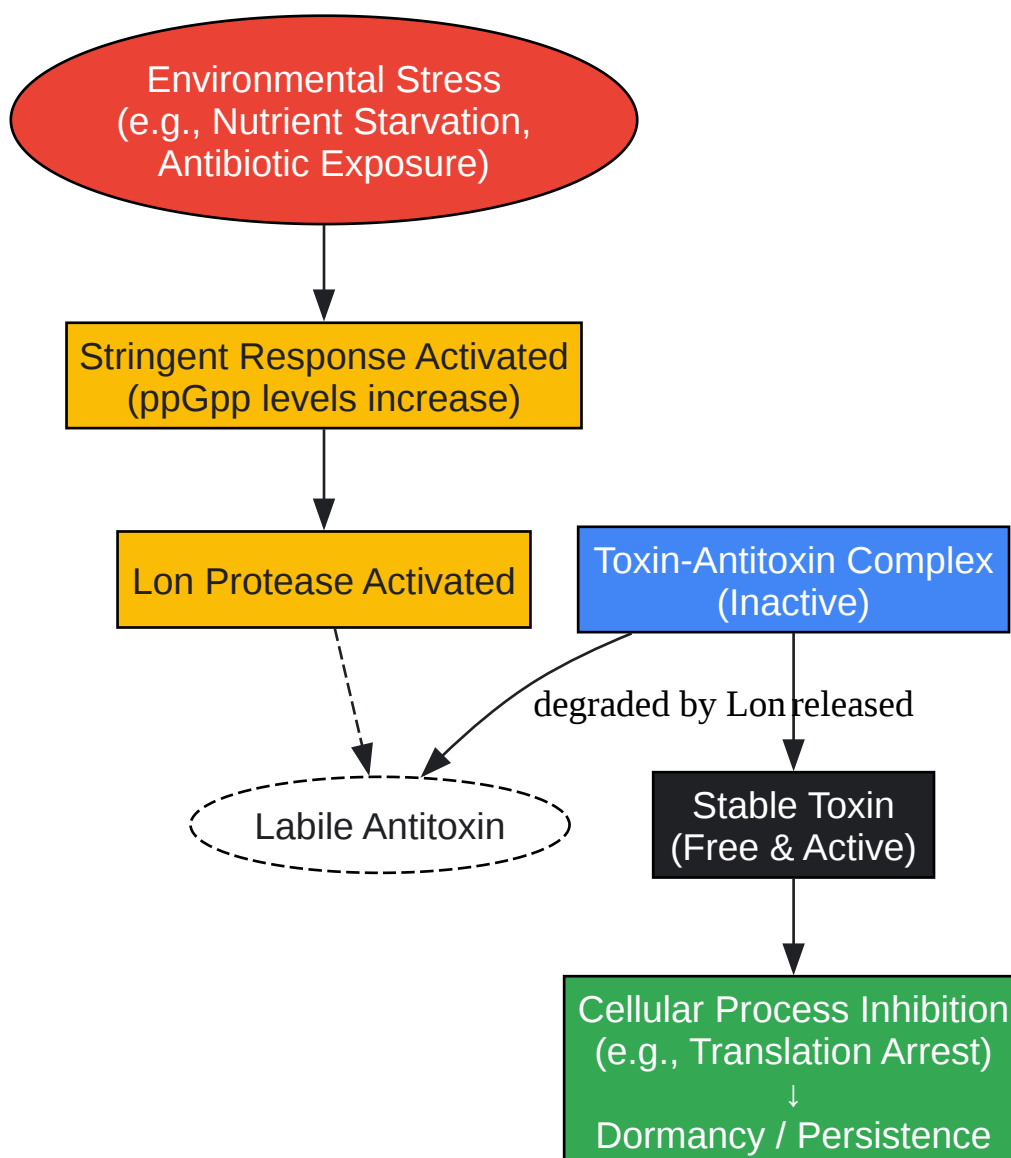 Environmental Stress
(e.g., Nutrient Starvation,
Antibiotic Exposure)
Stringent Response Activated
(ppGpp levels increase)
Lon Protease Activated
Toxin-Antitoxin Complex
(Inactive)
degraded by Lon
released
Labile Antitoxin
Stable Toxin
(Free & Active)
Cellular Process Inhibition
(e.g., Translation Arrest)
↓
Dormancy / Persistence